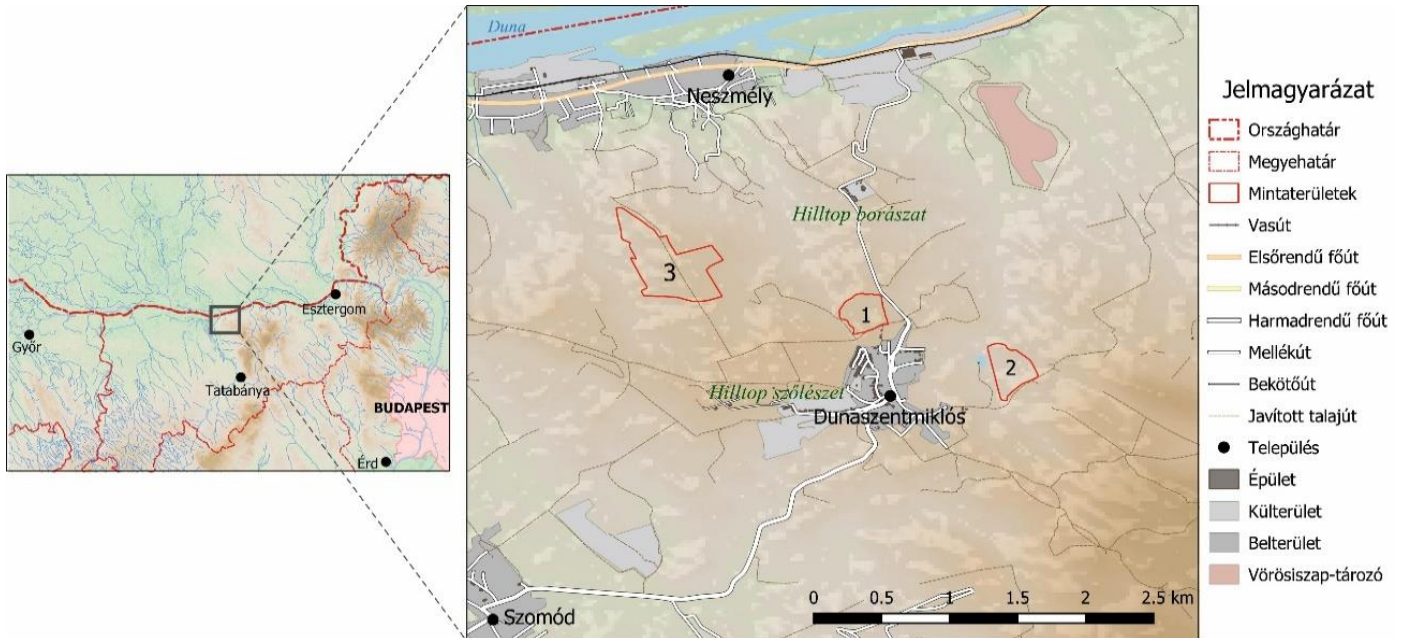 Esztergom
Győr
Tatabánya
BUDAPEST
Érd
Duna
Neszmély
Hilltop borászat
3
1
2
Hilltop szőlészet
Dunaszentmiklós
Szomód
0 0.5 1 1.5 2 2.5 km
Jelmagyarázat
Országhatár
Megyehatár
Mintaterületek
Vasút
Elsőrendű főút
Másodrendű főút
Harmadrendű főút
Mellékút
Bekötőút
Javított talajút
Település
Épület
Külterület
Belterület
Vörösiszap-tározó